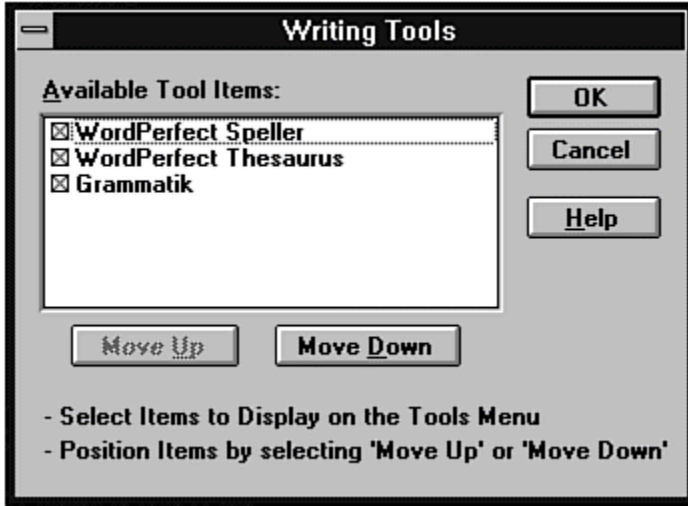 Writing Tools
Available Tool Items:
WordPerfect Speller
WordPerfect Thesaurus
Grammatik
OK
Cancel
Help
Move Up
Move Down
- Select Items to Display on the Tools Menu
- Position Items by selecting 'Move Up' or 'Move Down'